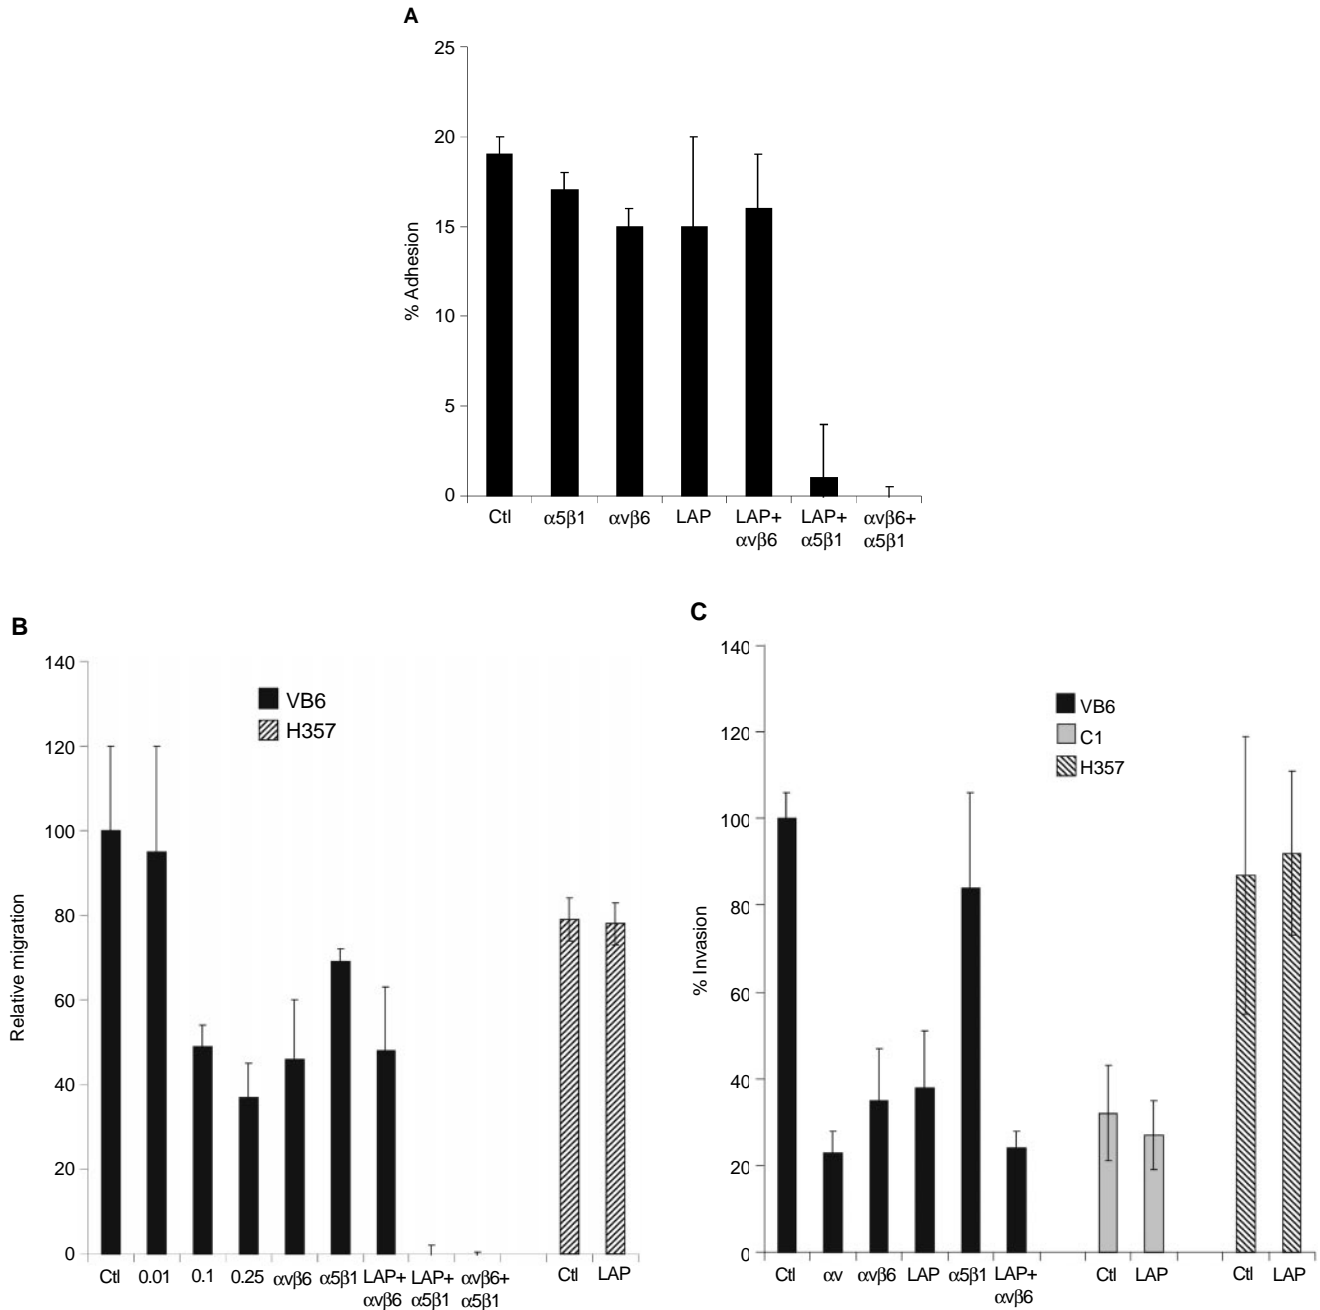 A
25
20
15
10
5
0
% Adhesion
Ctl α5β1 αvβ6 LAP LAP+ LAP+ αvβ6+
αvβ6 α5β1 α5β1
B
140
120
100
80
60
40
20
0
Relative migration
VB6
H357
Ctl 0.01 0.1 0.25 αvβ6 α5β1 LAP+ LAP+ αvβ6+ Ctl LAP
αvβ6 α5β1 α5β1
C
140
120
100
80
60
40
20
0
% Invasion
VB6
C1
H357
Ctl αv αvβ6 LAP α5β1 LAP+ Ctl LAP Ctl LAP
αvβ6